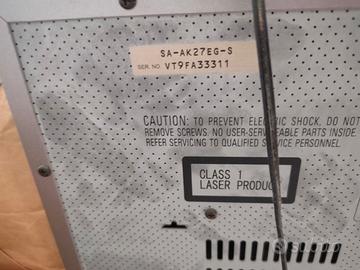 SA-AK27EG-S
SER. NO. VT9FA33311
CAUTION: TO PREVENT ELECTRIC SHOCK, DO NOT
REMOVE SCREWS. NO USER-SERVICEABLE PARTS INSIDE
REFER SERVICING TO QUALIFIED SERVICE PERSONNEL.
CLASS 1
LASER PRODUCT